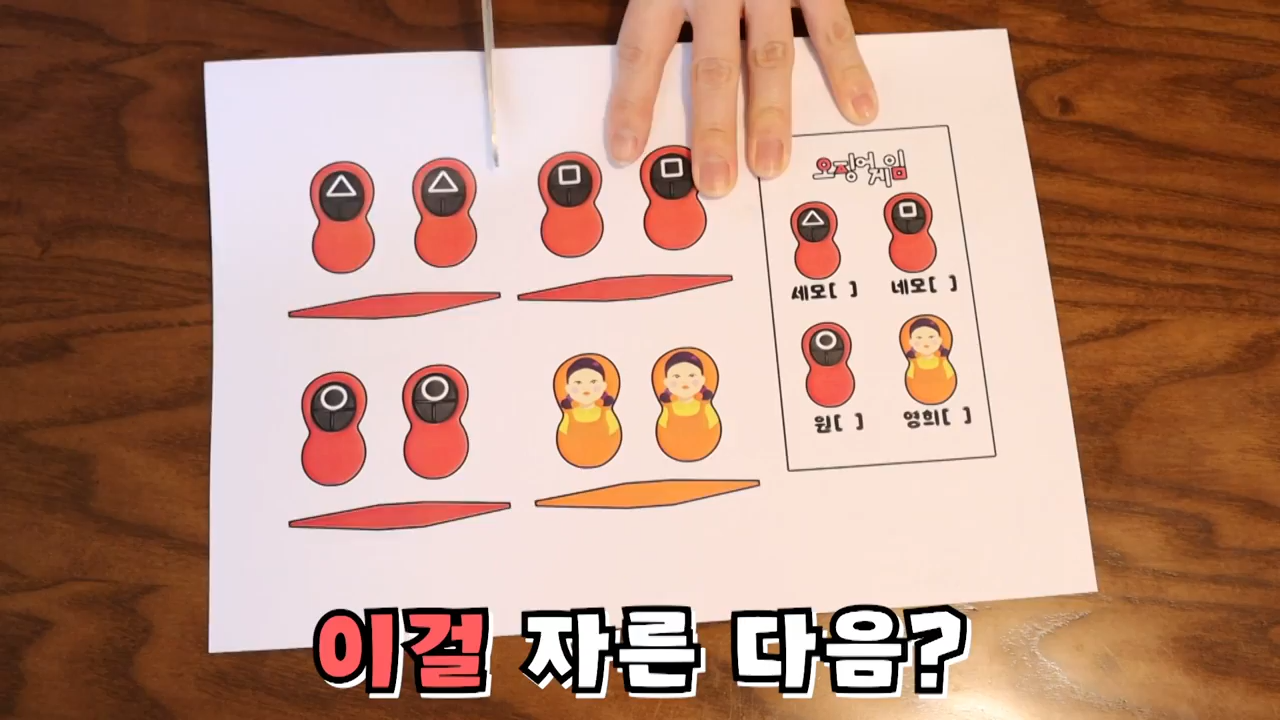 오징어게임
세모[ ] 네모[ ]
원[ ] 영희[ ]
이걸 자른 다음?